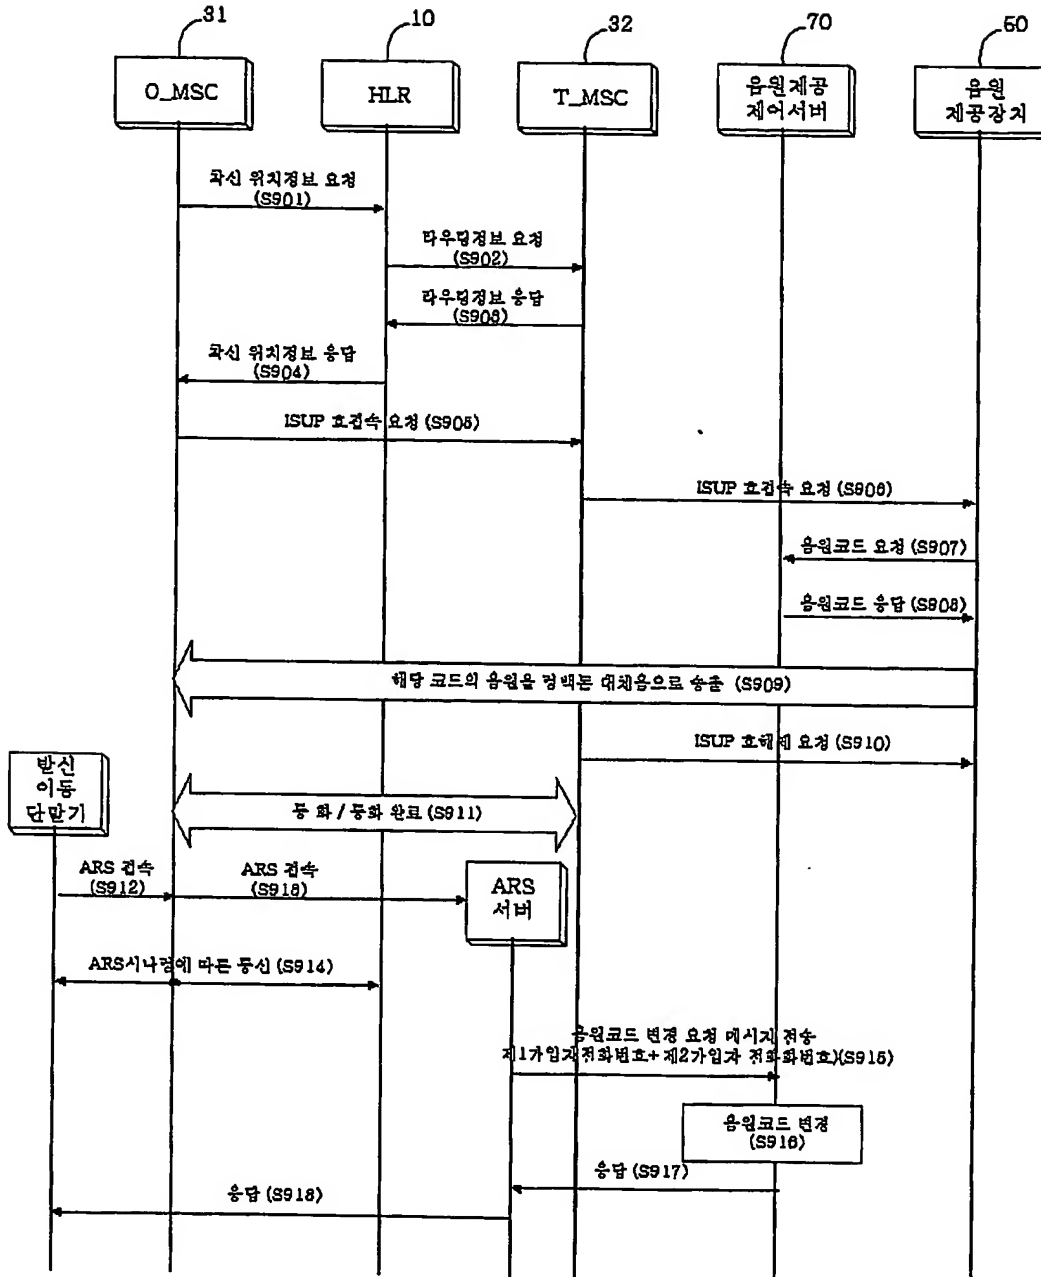 31
10
32
70
60
O_MSC
HLR
T_MSC
음원제공
제어서버
음원
제공장치
착신 위치정보 요청
(S901)
라우팅정보 요청
(S902)
라우팅정보 응답
(S903)
착신 위치정보 응답
(S904)
ISUP 호접속 요청 (S905)
ISUP 호접속 요청 (S906)
음원코드 요청 (S907)
음원코드 응답 (S908)
해당 코드의 음원을 링백톤 대체음으로 송출 (S909)
ISUP 호해제 요청 (S910)
발신
이동
단말기
통 화 / 통화 완료 (S911)
ARS 접속
(S912)
ARS 접속
(S913)
ARS
서버
ARS시나리오에 따른 통신 (S914)
음원코드 변경 요청 메시지 전송
제1가입자전화번호+ 제2가입자 전화화번호)(S915)
음원코드 변경
(S916)
응답 (S917)
응답 (S918)